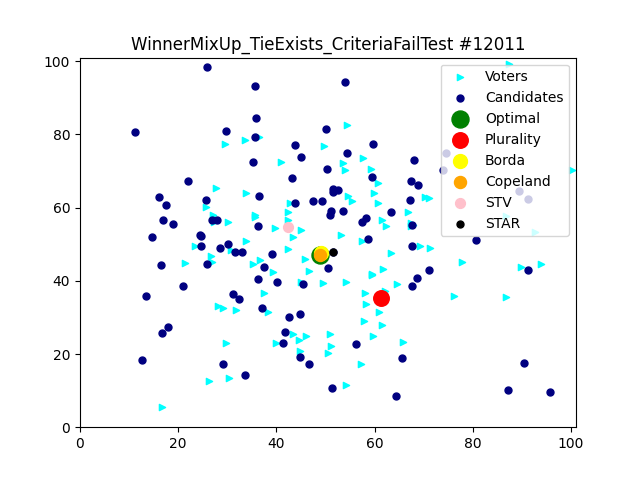 WinnerMixUp_TieExists_CriteriaFailTest #12011
100
80
60
40
20
0
0
20
40
60
80
100
Voters
Candidates
Optimal
Plurality
Borda
Copeland
STV
STAR